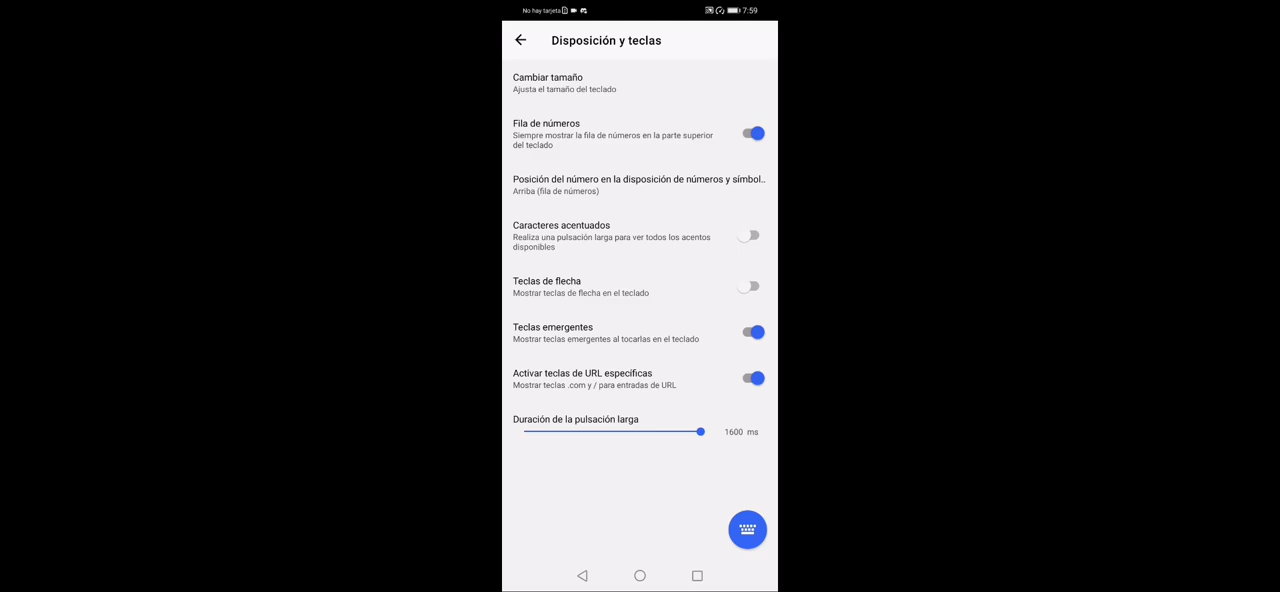 No hay tarjeta 7:59
Disposición y teclas
Cambiar tamaño
Ajusta el tamaño del teclado
Fila de números
Siempre mostrar la fila de números en la parte superior
del teclado
Posición del número en la disposición de números y símbol..
Arriba (fila de números)
Caracteres acentuados
Realiza una pulsación larga para ver todos los acentos
disponibles
Teclas de flecha
Mostrar teclas de flecha en el teclado
Teclas emergentes
Mostrar teclas emergentes al tocarlas en el teclado
Activar teclas de URL específicas
Mostrar teclas .com y / para entradas de URL
Duración de la pulsación larga
1600 ms